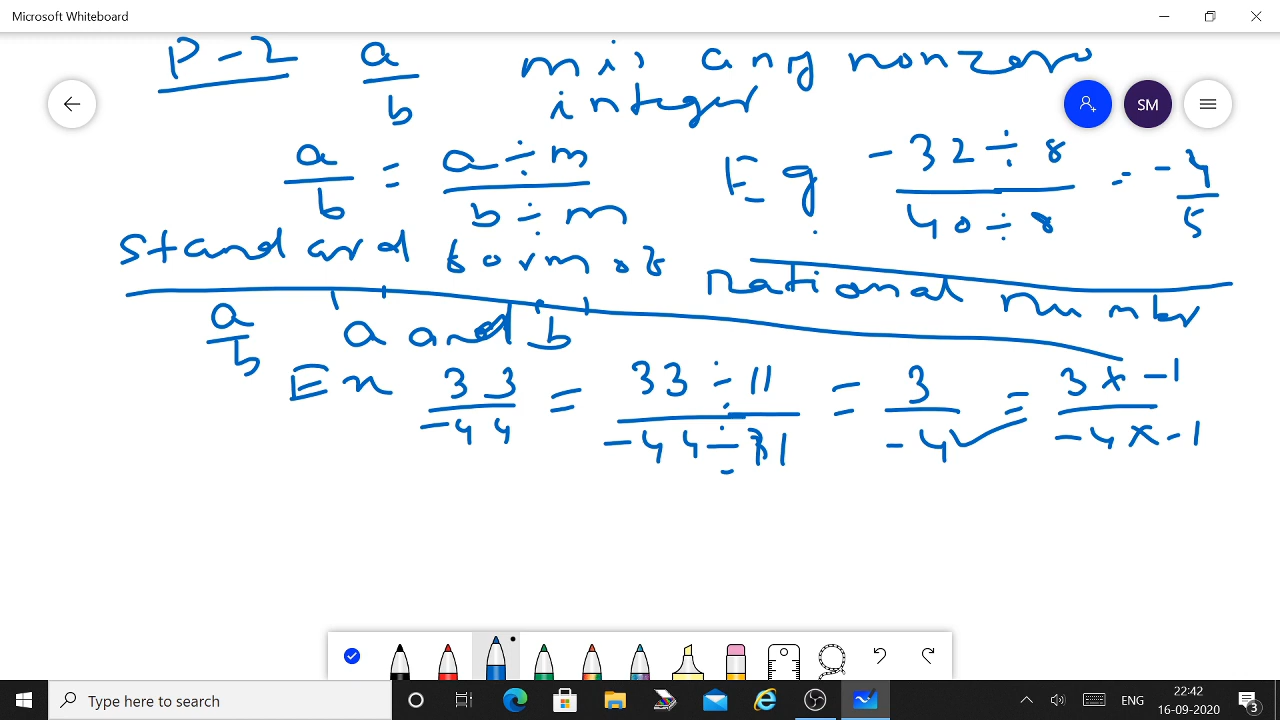 Microsoft Whiteboard
P-2 a/b m is any nonzero
integer
SM
a/b = a÷m/b÷m Eg -32÷8/40÷8 = -4/5
standard form of rational number
a/b a and b
Ex 33/-44 = 33÷11/-44÷11 = 3/-4 = 3x-1/-4x-1
Type here to search
ENG
22:42
16-09-2020
3